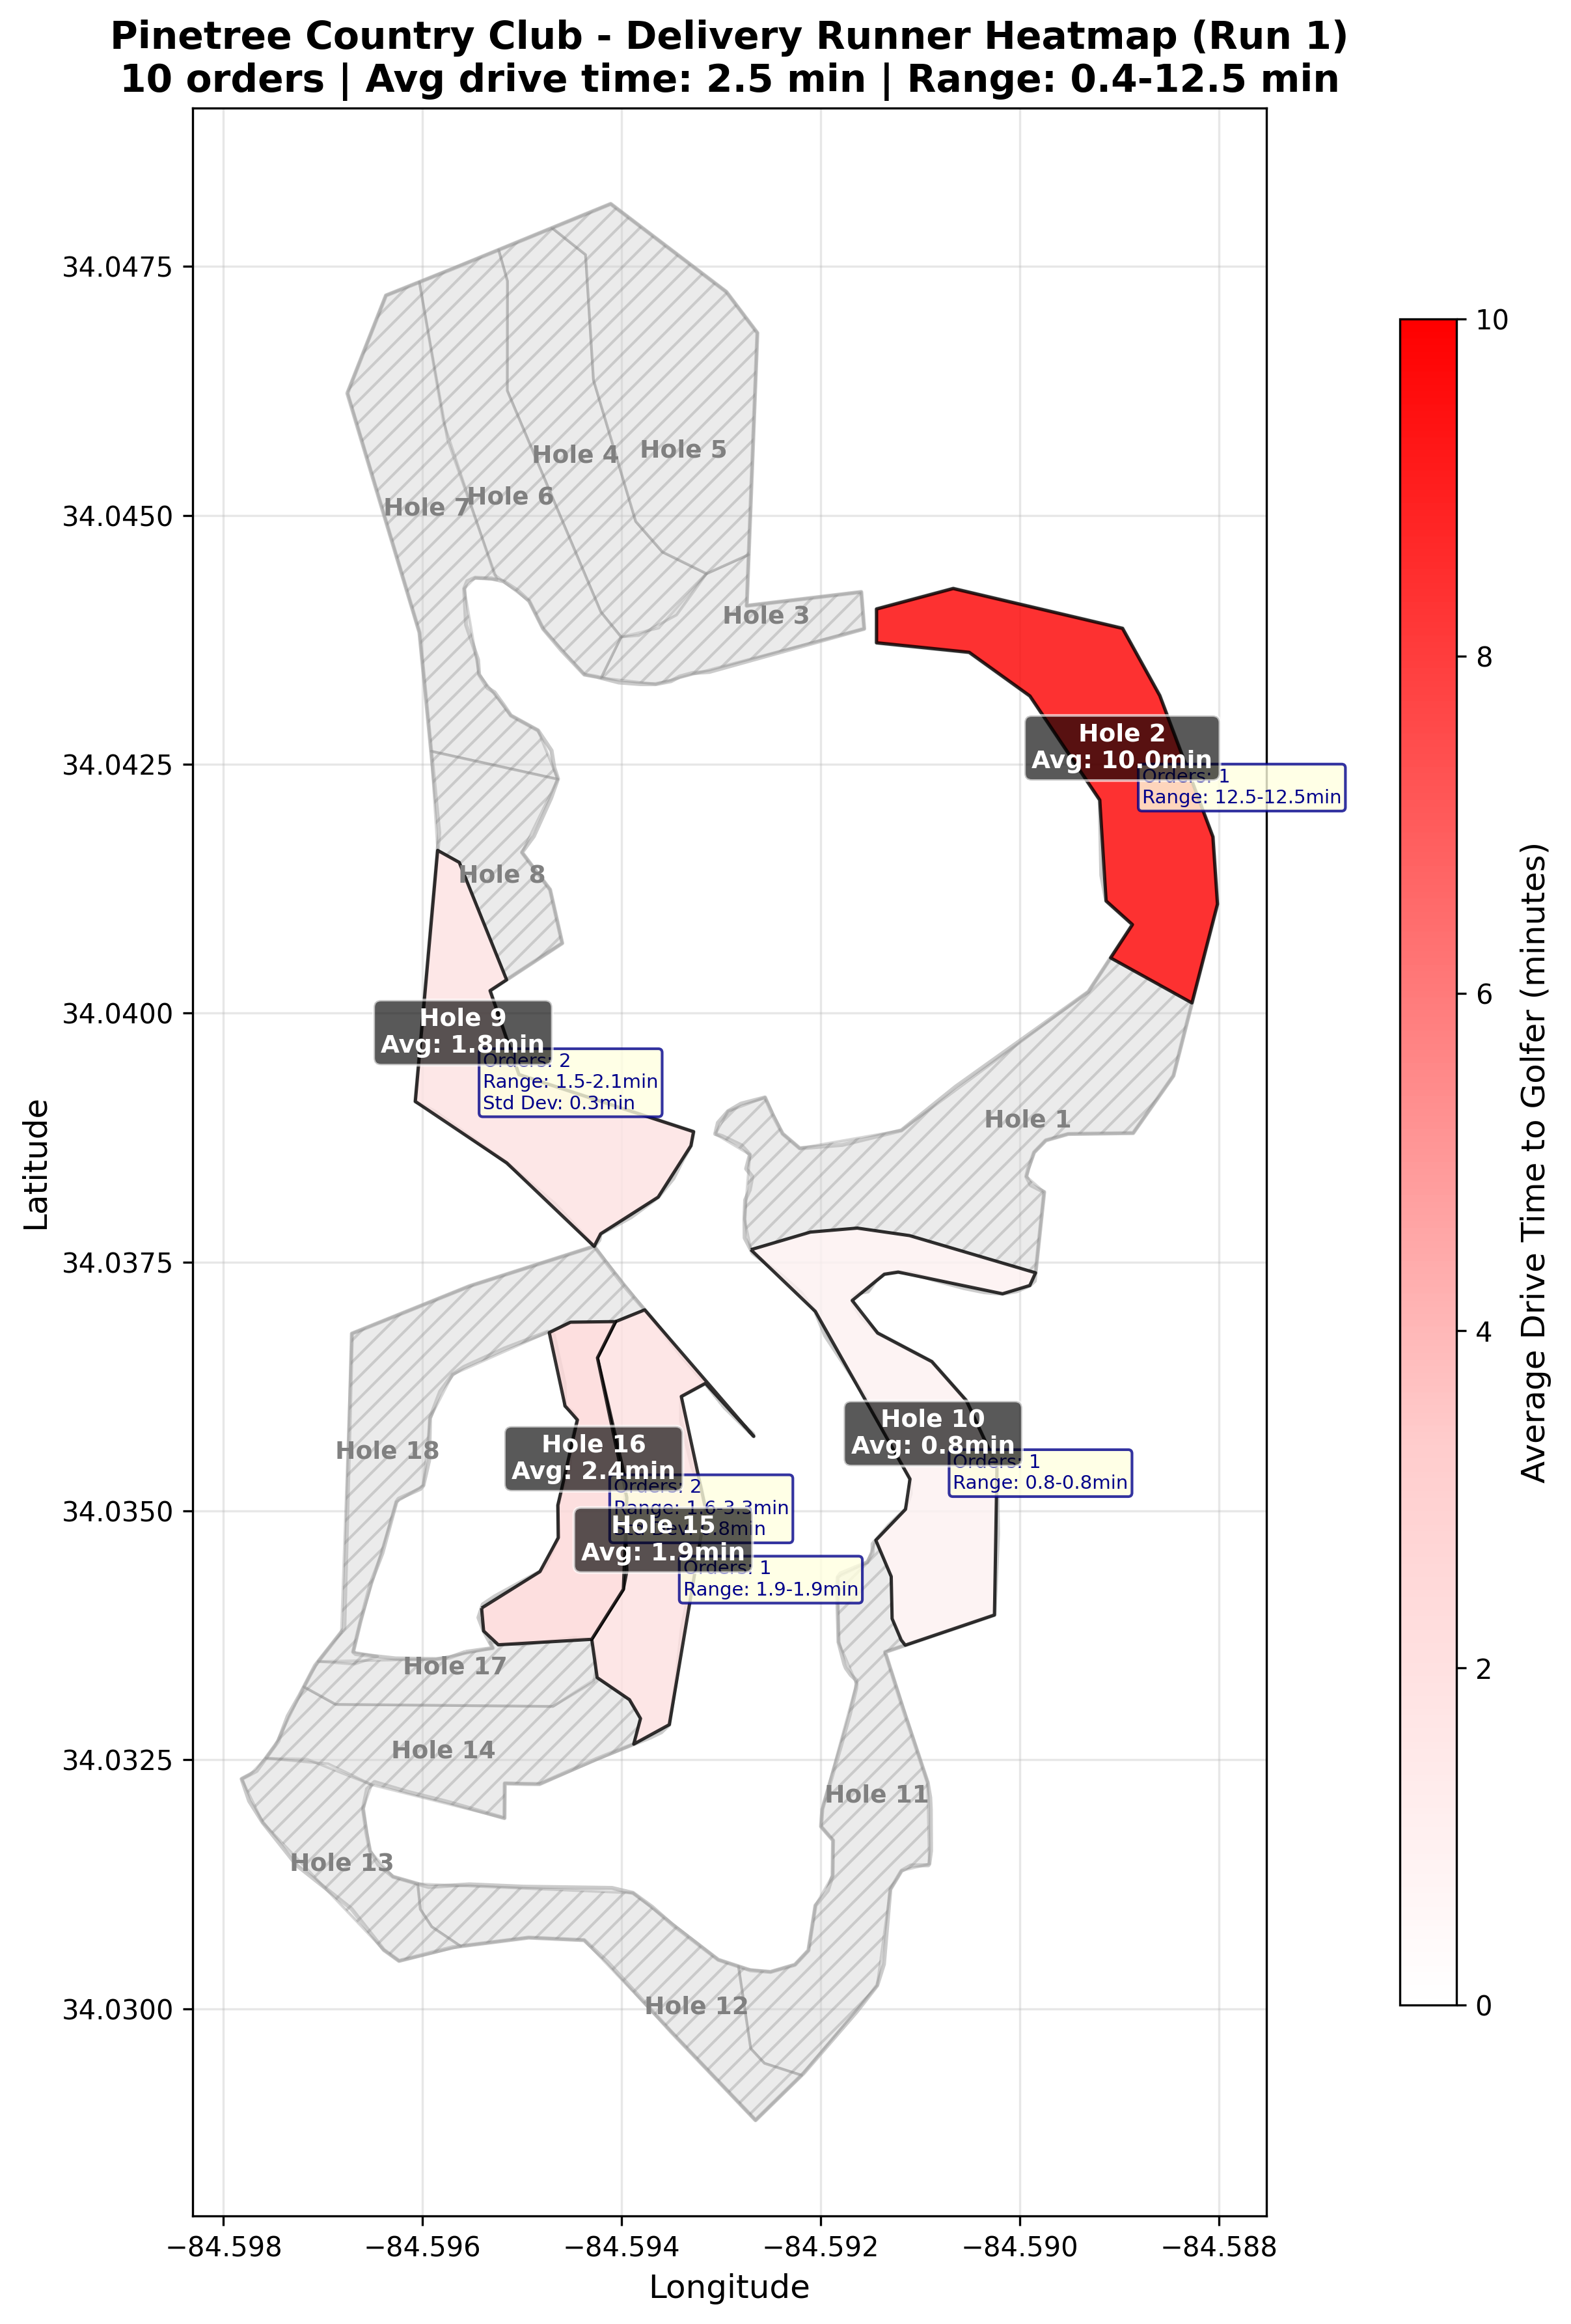 Pinetree Country Club - Delivery Runner Heatmap (Run 1)
10 orders | Avg drive time: 2.5 min | Range: 0.4-12.5 min
Latitude
34.0475
34.0450
34.0425
34.0400
34.0375
34.0350
34.0325
34.0300
Hole 5
Hole 4
Hole 6
Hole 7
Hole 3
Hole 2
Avg: 10.0min
Orders: 1
Range: 12.5-12.5min
Hole 8
Hole 9
Avg: 1.8min
Orders: 2
Range: 1.5-2.1min
Std Dev: 0.3min
Hole 1
Hole 10
Avg: 0.8min
Orders: 1
Range: 0.8-0.8min
Hole 18
Hole 16
Avg: 2.4min
Orders: 2
Range: 1.6-3.3min
Std Dev: 0.8min
Hole 15
Avg: 1.9min
Orders: 1
Range: 1.9-1.9min
Hole 17
Hole 14
Hole 11
Hole 13
Hole 12
−84.598
−84.596
−84.594
−84.592
−84.590
−84.588
Longitude
10
8
6
4
2
0
Average Drive Time to Golfer (minutes)